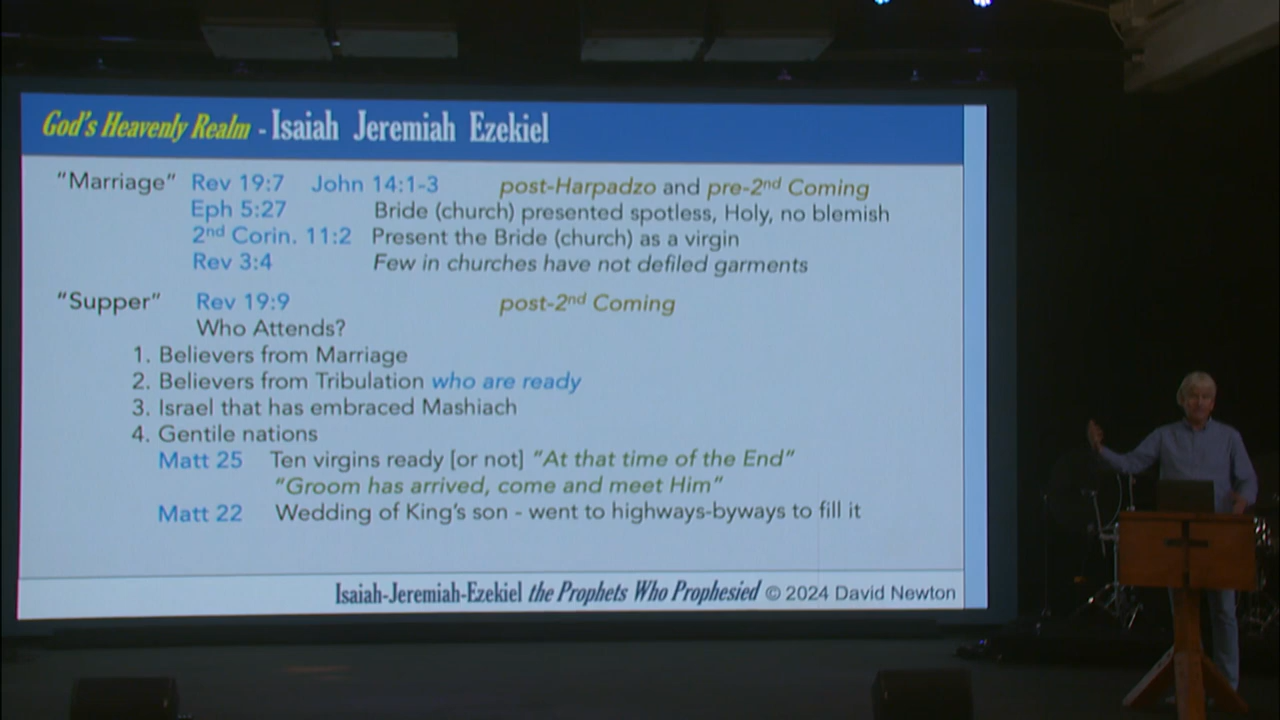 God's Heavenly Realm - Isaiah Jeremiah Ezekiel
"Marriage" Rev 19:7 John 14:1-3 post-Harpadzo and pre-2nd Coming
Eph 5:27 Bride (church) presented spotless, Holy, no blemish
2nd Corin. 11:2 Present the Bride (church) as a virgin
Rev 3:4 Few in churches have not defiled garments
"Supper" Rev 19:9 post-2nd Coming
Who Attends?
1. Believers from Marriage
2. Believers from Tribulation who are ready
3. Israel that has embraced Mashiach
4. Gentile nations
Matt 25 Ten virgins ready [or not] "At that time of the End"
"Groom has arrived, come and meet Him"
Matt 22 Wedding of King's son - went to highways-byways to fill it
Isaiah-Jeremiah-Ezekiel the Prophets Who Prophesied © 2024 David Newton